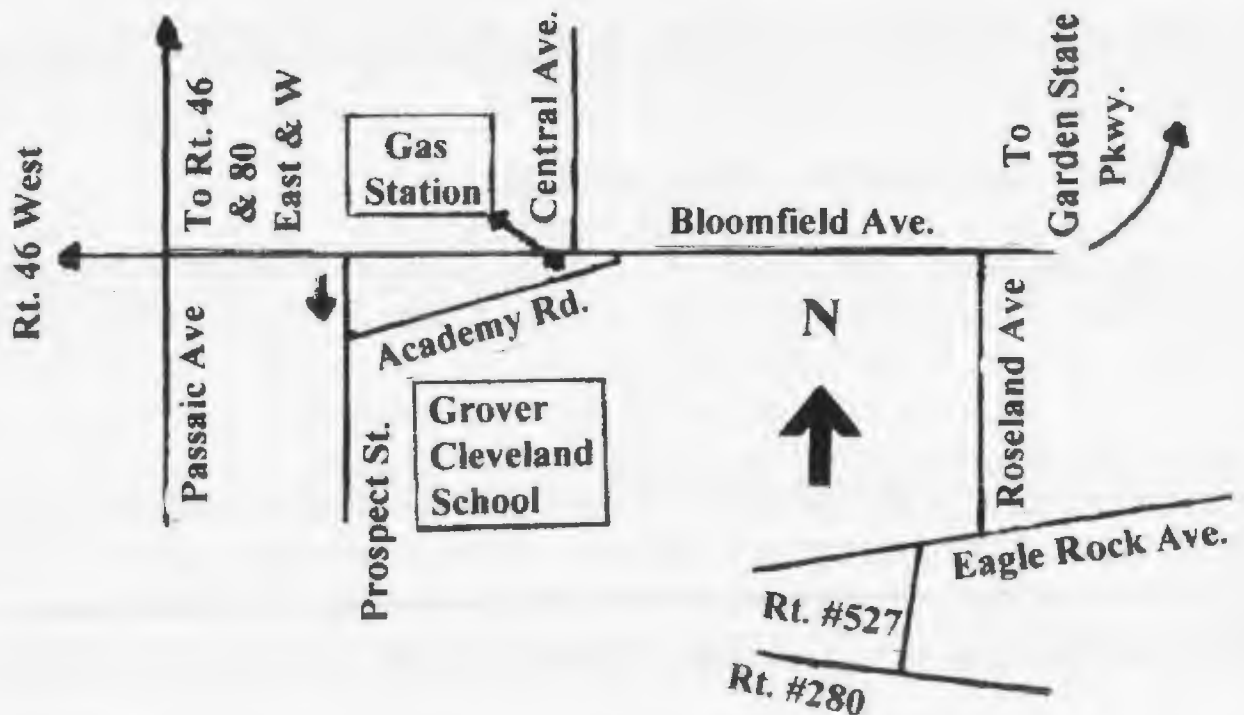 Rt. 46 West
To Rt. 46
& 80
East & W
Gas
Station
Central Ave.
Bloomfield Ave.
To
Garden State
Pkwy.
Passaic Ave
Prospect St.
Academy Rd.
Grover
Cleveland
School
N
Roseland Ave
Eagle Rock Ave.
Rt. #527
Rt. #280